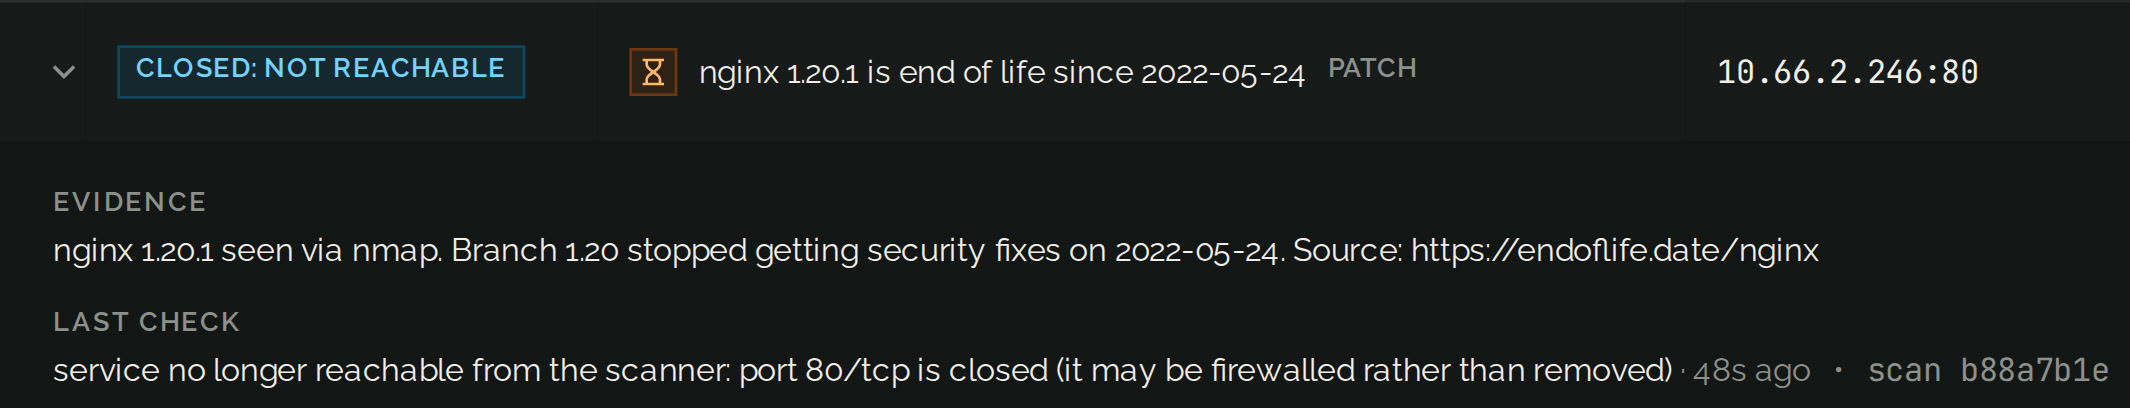 CLOSED: NOT REACHABLE nginx 1.20.1 is end of life since 2022-05-24 PATCH 10.66.2.246:80
EVIDENCE
nginx 1.20.1 seen via nmap. Branch 1.20 stopped getting security fixes on 2022-05-24. Source: https://endoflife.date/nginx
LAST CHECK
service no longer reachable from the scanner: port 80/tcp is closed (it may be firewalled rather than removed) · 48s ago • scan b88a7b1e